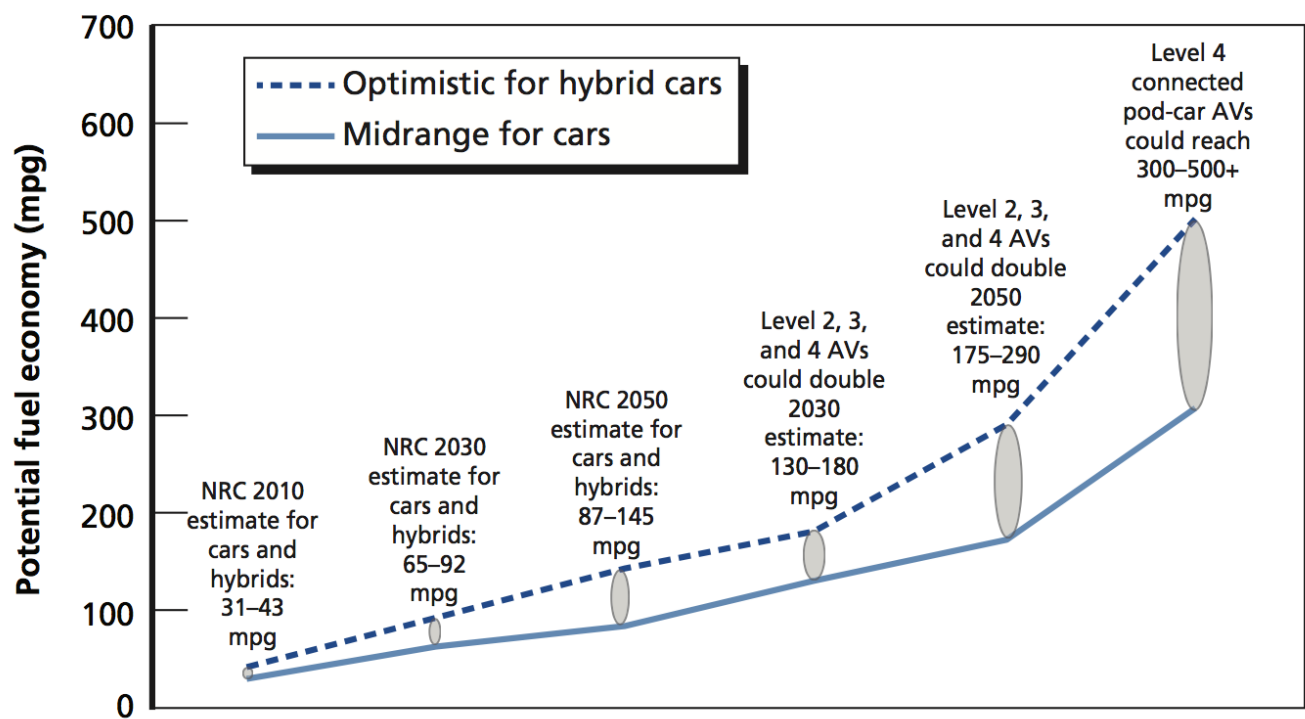 Potential fuel economy (mpg)
700
600
500
400
300
200
100
0
Optimistic for hybrid cars
Midrange for cars
NRC 2010
estimate for
cars and
hybrids:
31–43
mpg
NRC 2030
estimate for
cars and
hybrids:
65–92
mpg
NRC 2050
estimate for
cars and
hybrids:
87–145
mpg
Level 2, 3,
and 4 AVs
could double
2030
estimate:
130–180
mpg
Level 2, 3,
and 4 AVs
could double
2050
estimate:
175–290
mpg
Level 4
connected
pod-car AVs
could reach
300–500+
mpg